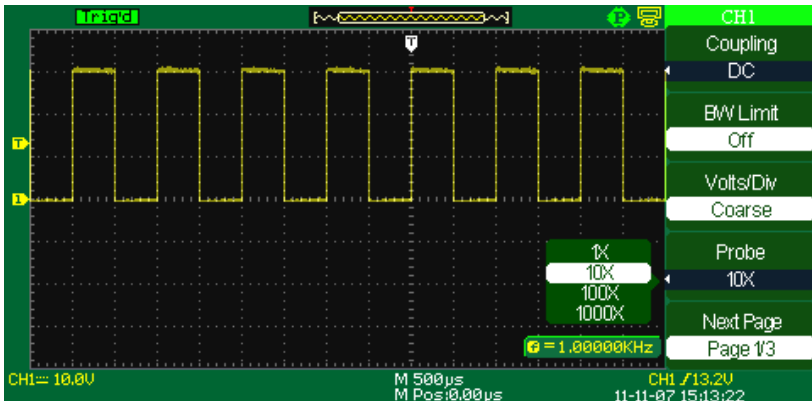 Trig'd
P
CH1
T
Coupling
DC
BW Limit
Off
T
Volts/Div
Coarse
1
Probe
10X
1X
10X
100X
1000X
Next Page
Page 1/3
f = 1.00000KHz
CH1 10.0V
M 500µs
CH1 13.2V
M Pos:0.00µs
11-11-07 15:13:22